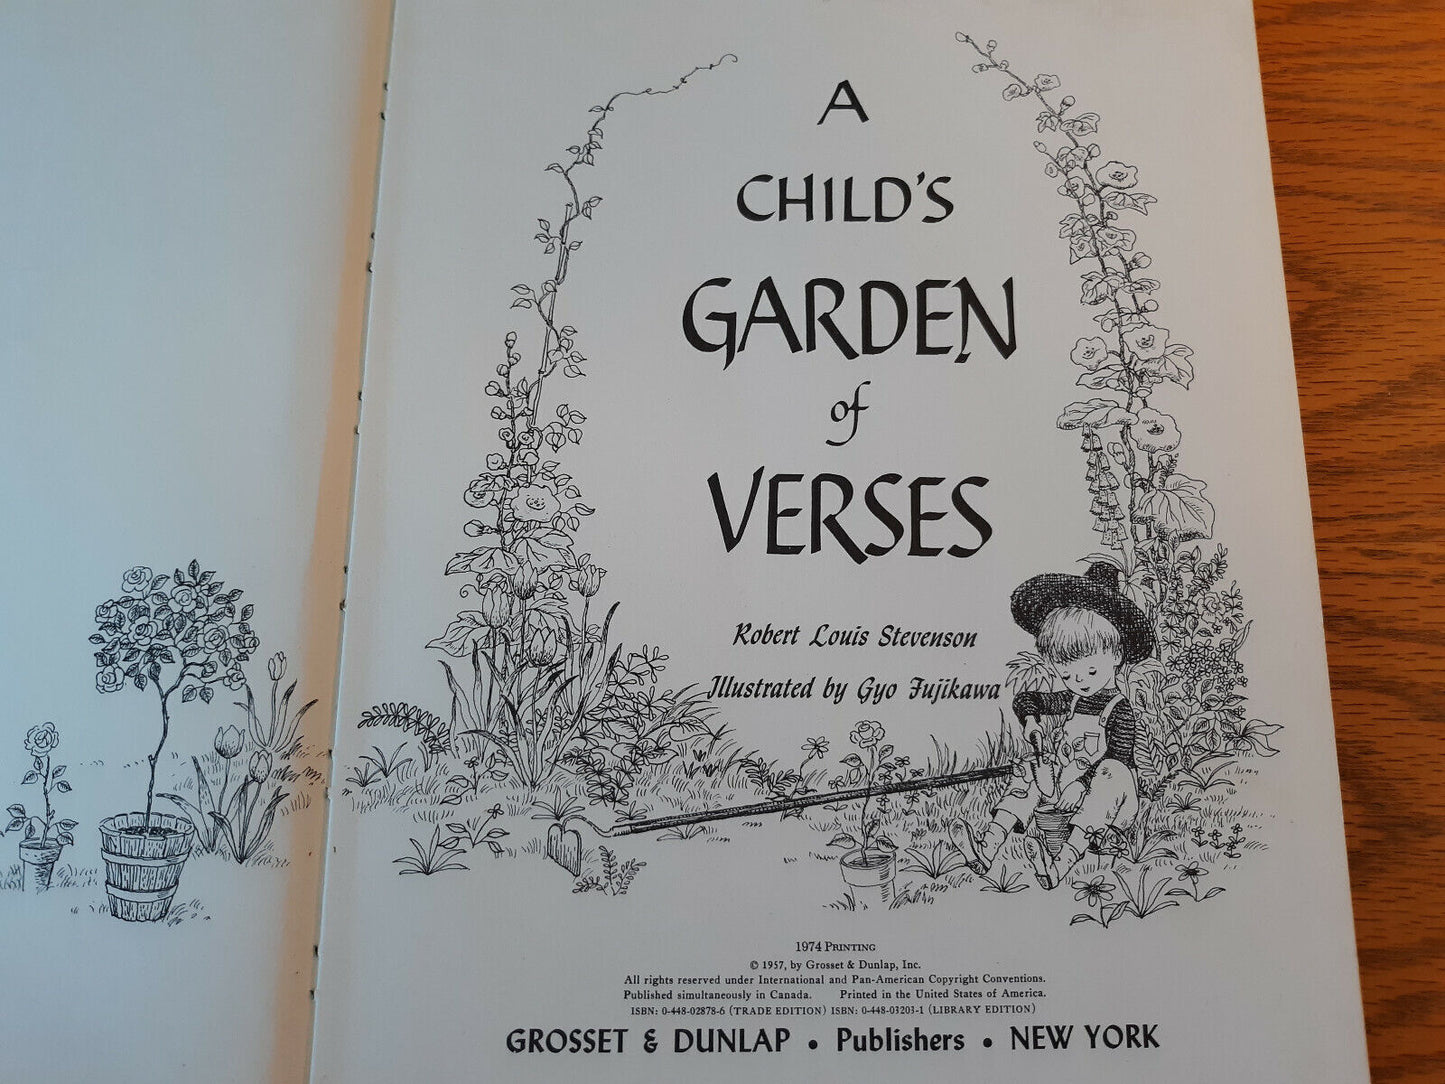 A
CHILD'S
GARDEN
of
VERSES
Robert Louis Stevenson
Illustrated by Gyo Fujikawa
1974 PRINTING
© 1957, by Grosset & Dunlap, Inc.
All rights reserved under International and Pan-American Copyright Conventions.
Published simultaneously in Canada. Printed in the United States of America.
ISBN: 0-448-02878-6 (TRADE EDITION) ISBN: 0-448-03203-1 (LIBRARY EDITION)
GROSSET & DUNLAP • Publishers • NEW YORK